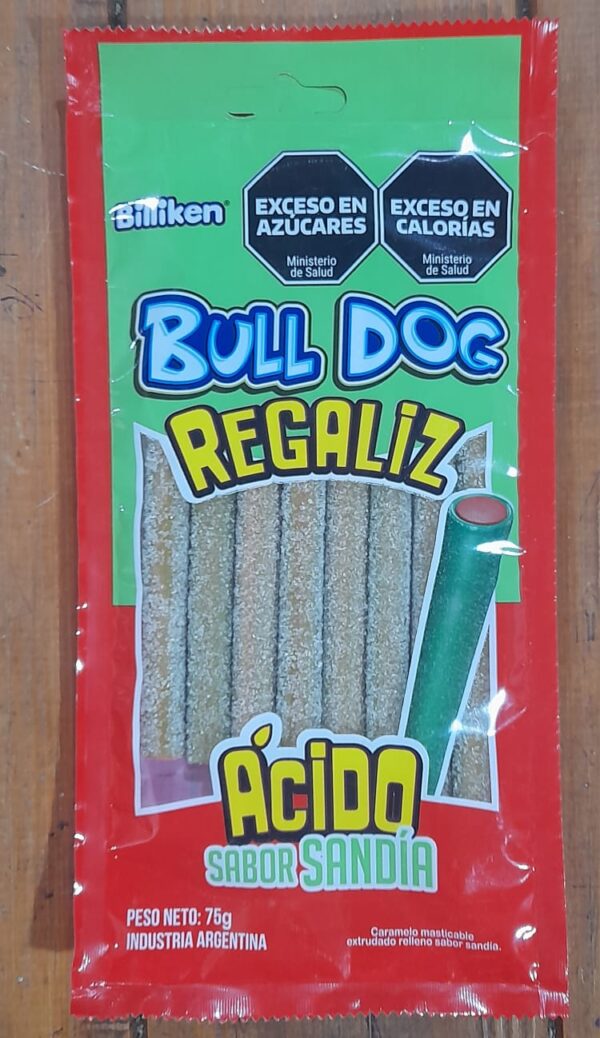 Billiken®
EXCESO EN
AZÚCARES
Ministerio
de Salud
EXCESO EN
CALORÍAS
Ministerio
de Salud
BULL DOG
REGALiZ
ÁCiDO
SABOR SANDÍA
PESO NETO: 75g
INDUSTRIA ARGENTINA
Caramelo masticable
extrudado relleno sabor sandía.